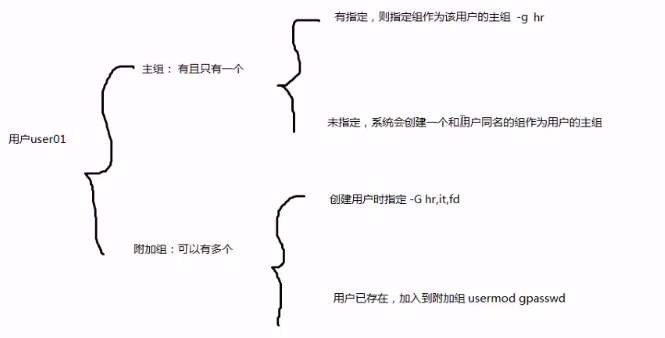 有指定，则指定组作为该用户的主组 -g hr
主组： 有且只有一个
未指定，系统会创建一个和用户同名的组作为用户的主组
用户user01
创建用户时指定 -G hr,it,fd
附加组：可以有多个
用户已存在，加入到附加组 usermod gpasswd